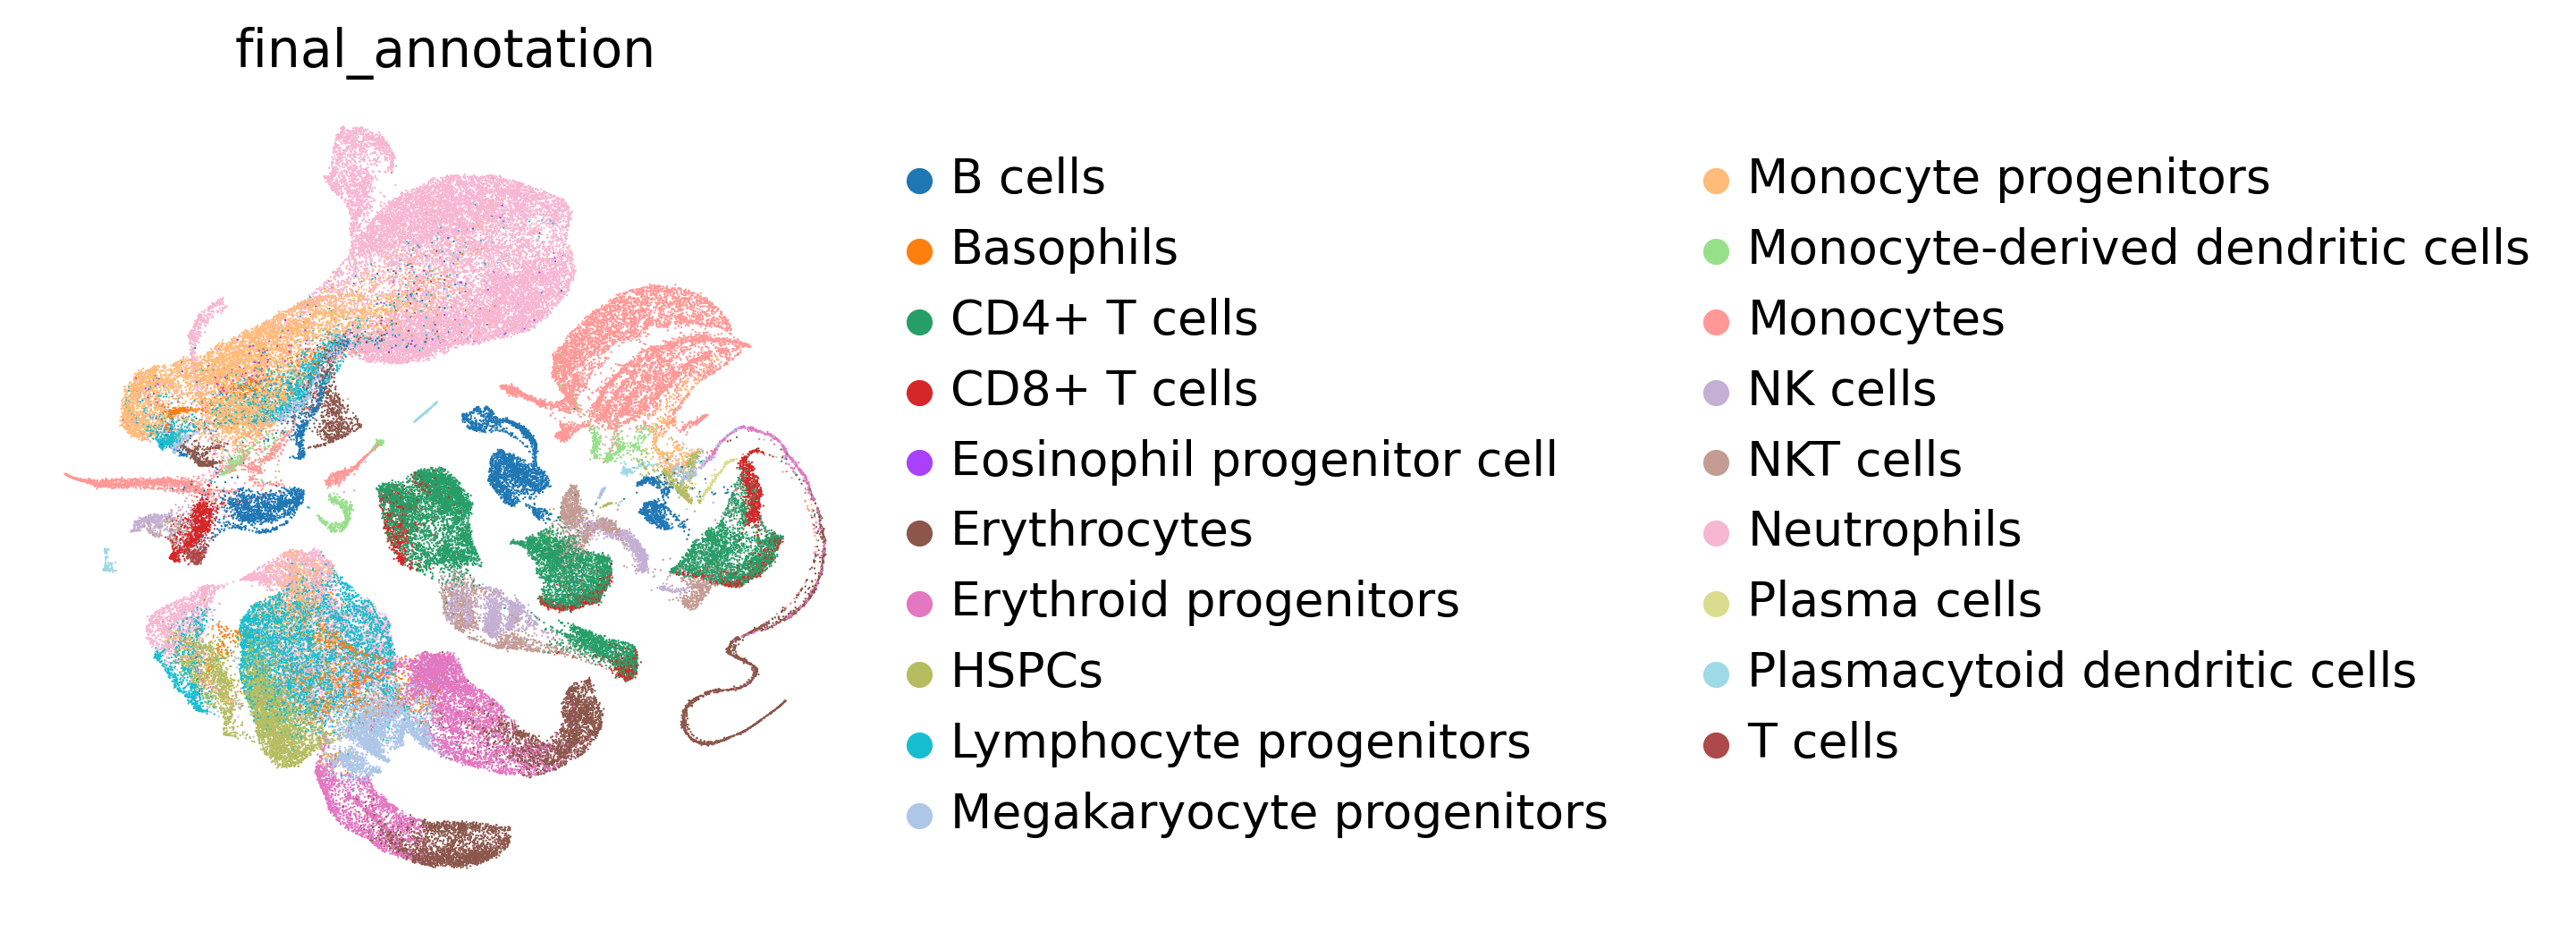 final_annotation
B cells
Basophils
CD4+ T cells
CD8+ T cells
Eosinophil progenitor cell
Erythrocytes
Erythroid progenitors
HSPCs
Lymphocyte progenitors
Megakaryocyte progenitors
Monocyte progenitors
Monocyte-derived dendritic cells
Monocytes
NK cells
NKT cells
Neutrophils
Plasma cells
Plasmacytoid dendritic cells
T cells